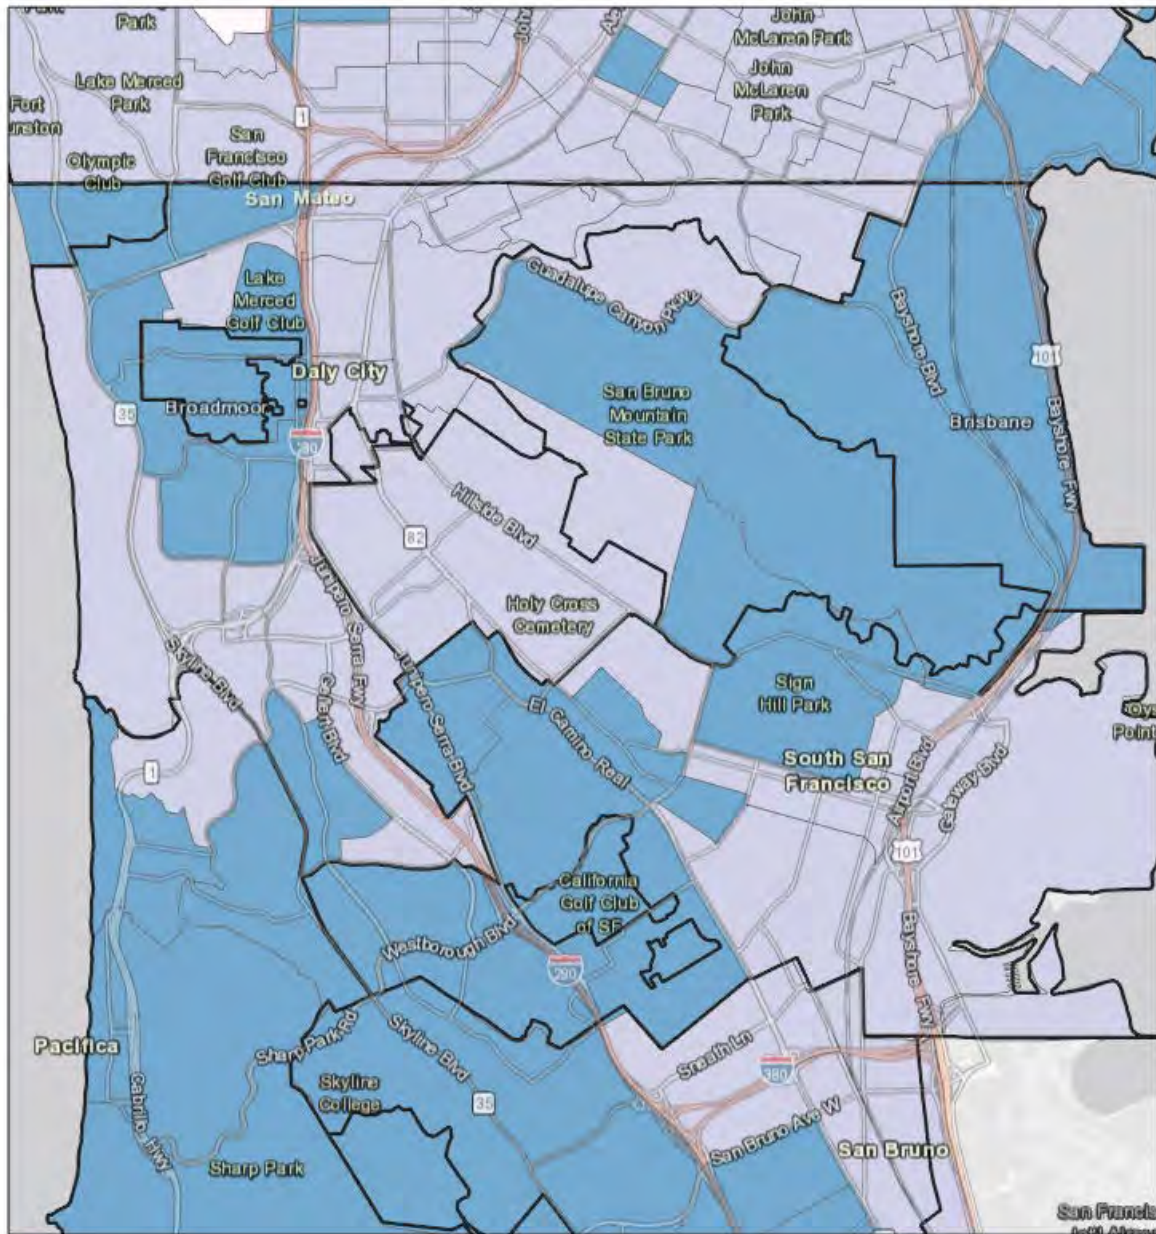 Park
John
McLaren Park
Lake Merced
Park
John
McLaren
Park
1
Fort
San
Francisco
Golf Club
Olympic
Club
San Mateo
Guadalupe Canyon Pkwy
Lake
Merced
Golf Club
Bayshore Blvd
101
Daly City
San Bruno
Mountain
State Park
35
Broadmoor
Brisbane
Bayshore Fwy
280
Hillside Blvd
82
Junipero Serra Fwy
Holy Cross
Cemetery
Skyline Blvd
Junipero Serra Blvd
Callan Blvd
Sign
Hill Park
El Camino Real
Point
1
South San
Francisco
Airport Blvd
Gateway Blvd
101
California
Golf Club
of SF
Westborough Blvd
280
Bayshore Fwy
Pacifica
Sharp Park Rd
Skyline Blvd
Sneath Ln
380
Cabrillo Hwy
Skyline
College
35
San Bruno Ave W
San Bruno
Sharp Park